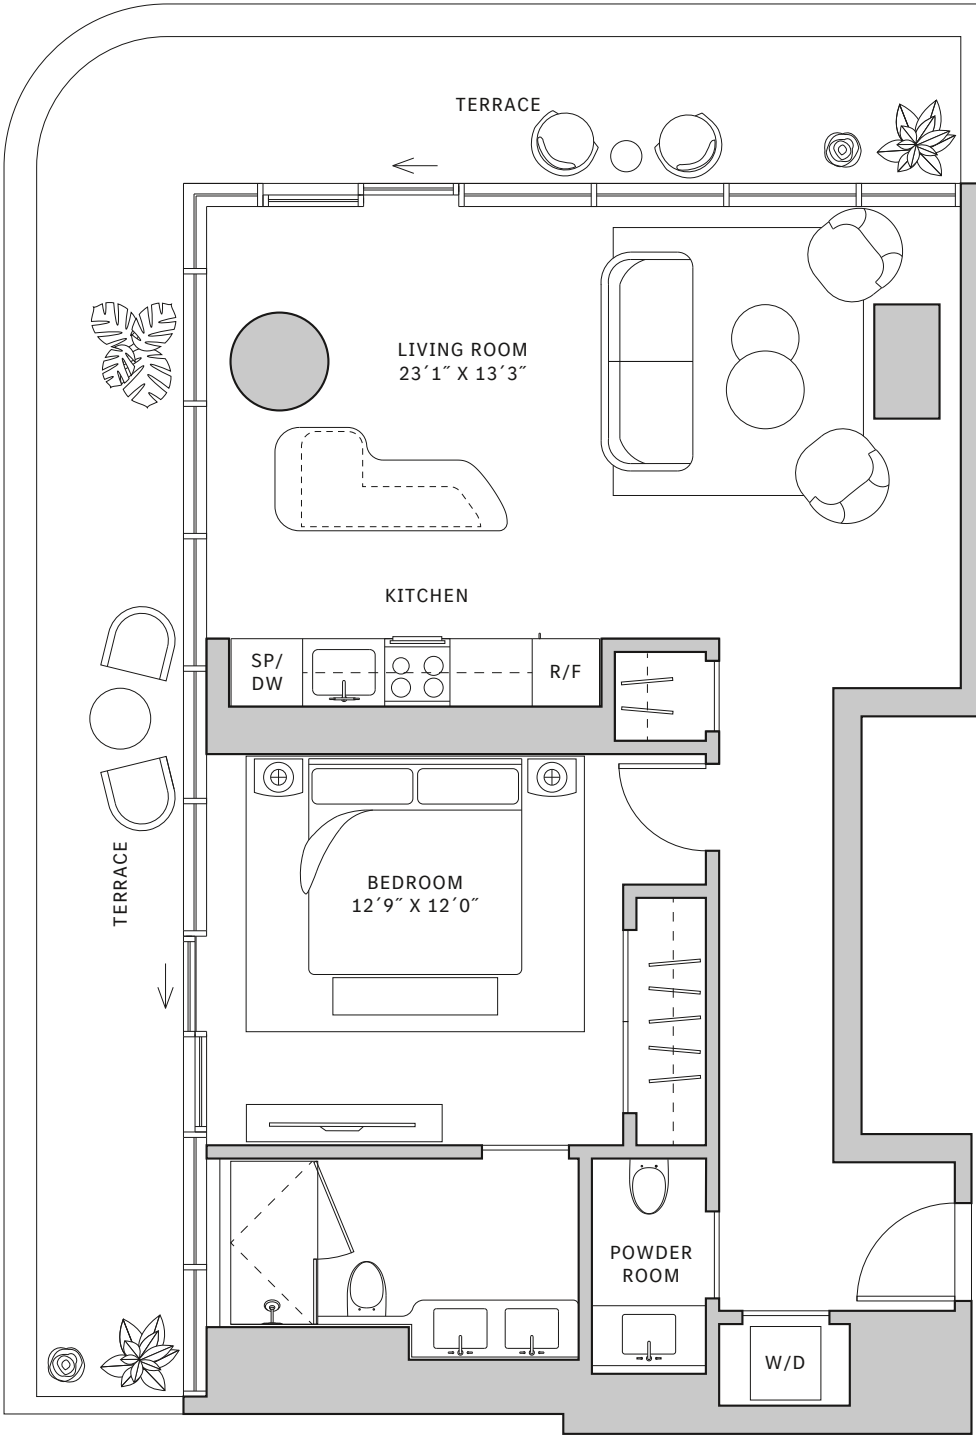 TERRACE
LIVING ROOM
23´1˝ X 13´3˝
KITCHEN
SP/
DW
R/F
TERRACE
BEDROOM
12´9˝ X 12´0˝
POWDER
ROOM
W/D